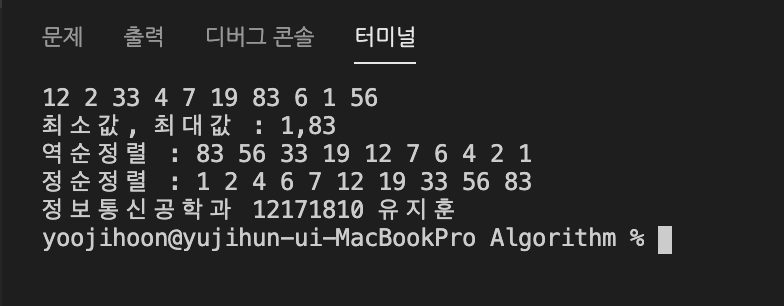 문제 출력 디버그 콘솔 터미널
12 2 33 4 7 19 83 6 1 56
최소값, 최대값 : 1,83
역순정렬 : 83 56 33 19 12 7 6 4 2 1
정순정렬 : 1 2 4 6 7 12 19 33 56 83
정보통신공학과 12171810 유지훈
yoojihoon@yujihun-ui-MacBookPro Algorithm %